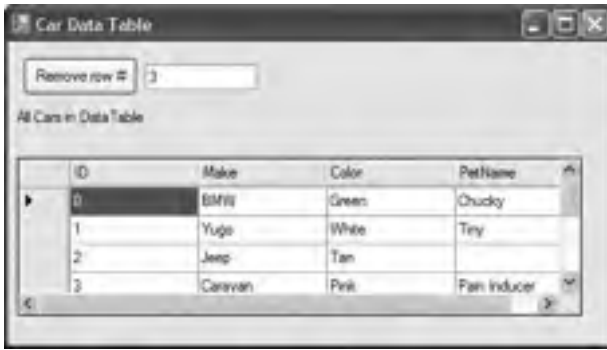 Car Data Table
Remove row # 3
All Cars in Data Table
ID Make Color PetName
0 BMW Green Chucky
1 Yugo White Tiny
2 Jeep Tan
3 Caravan Pink Pain Inducer